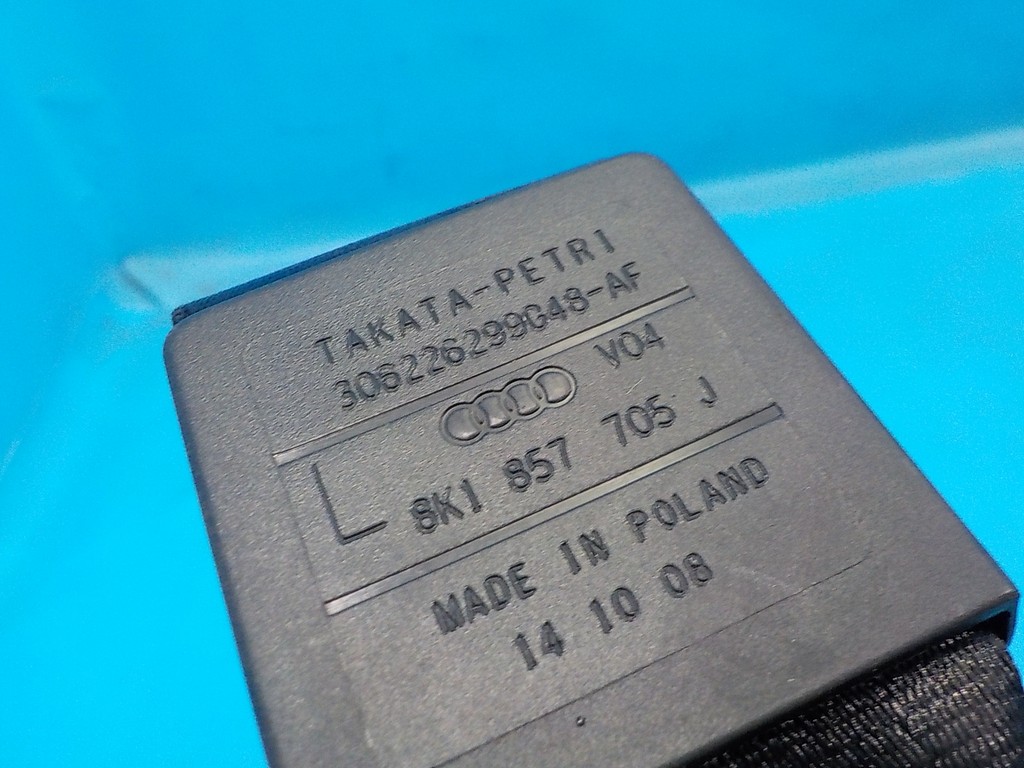 TAKATA-PETRI
306226299G48-AF
V04
L 8K1 857 705 J
MADE IN POLAND
14 10 08